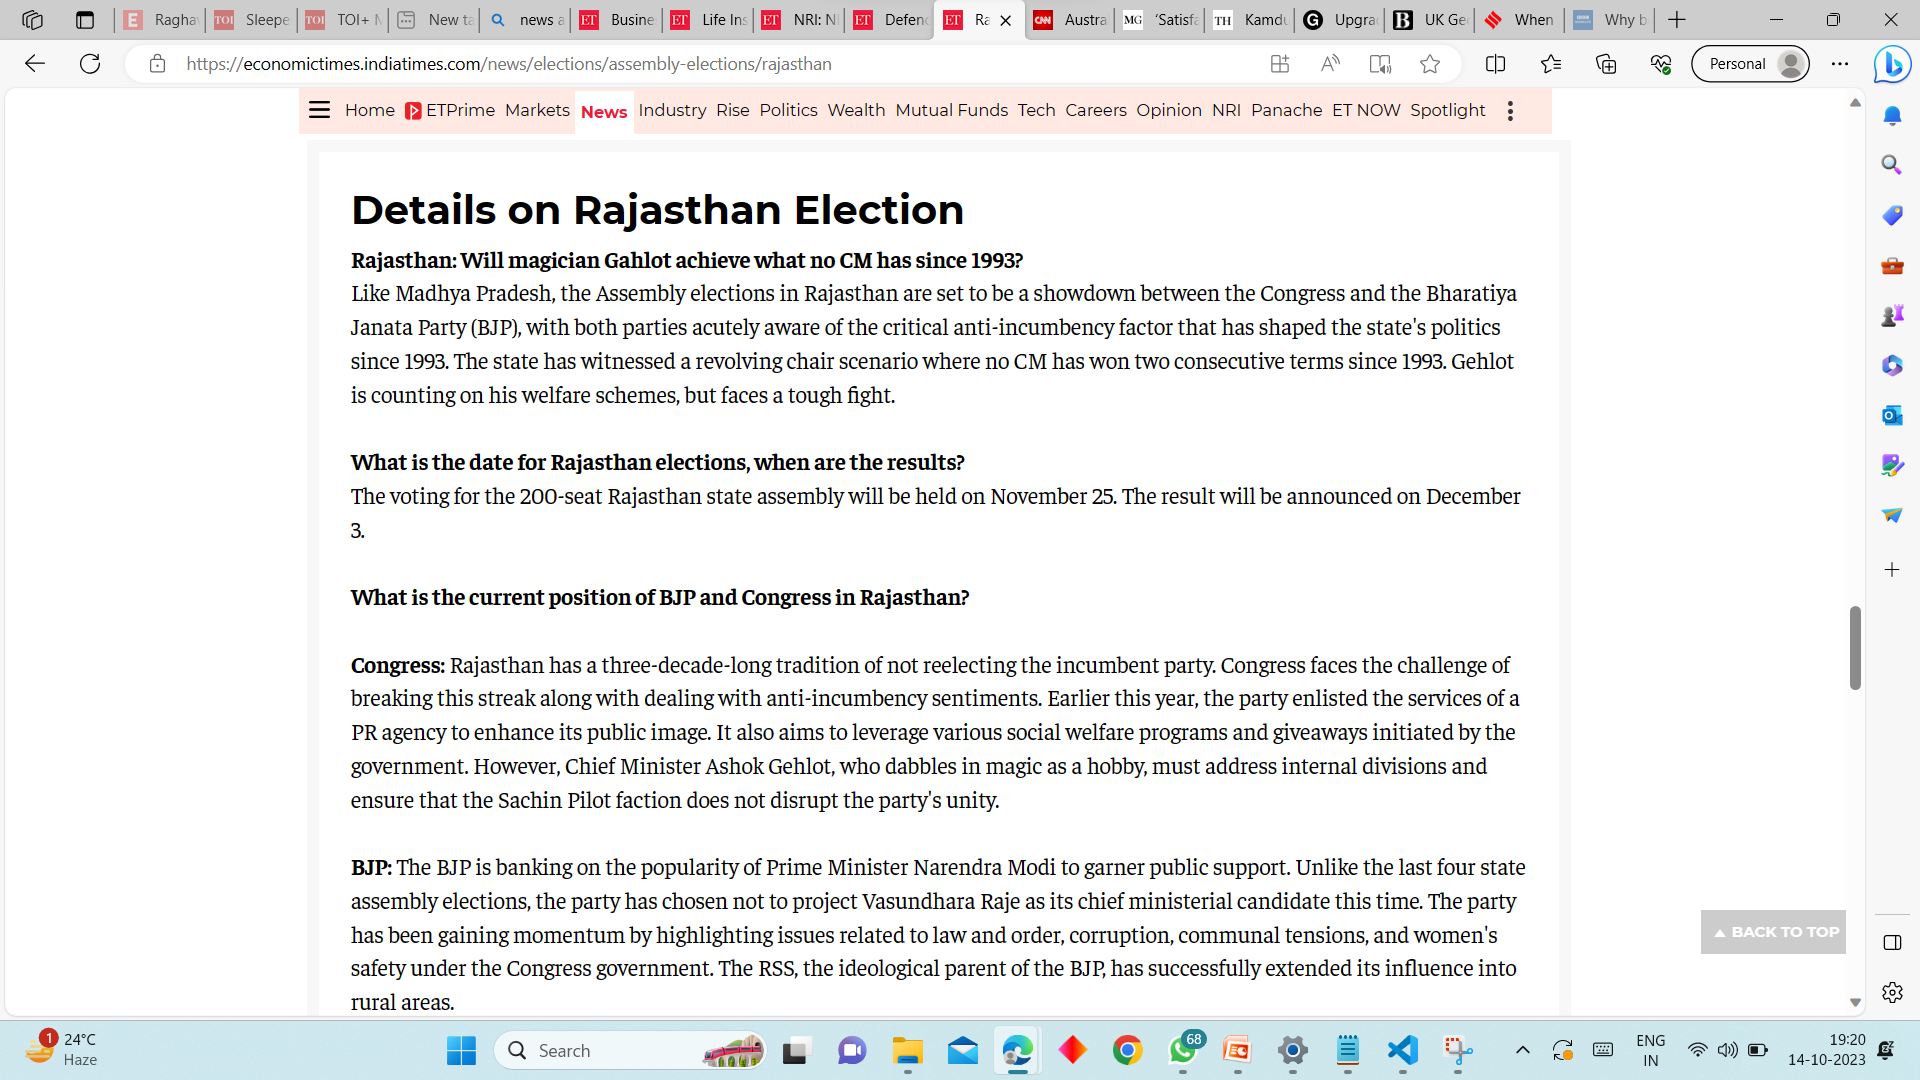 Ragha
Sleepe
TOI+ M
New ta
news a
Busine
Life Ins
NRI: N
Defenc
Ra
Austra
'Satisfa
Kamdu
Upgra
UK Ge
When
Why b
https://economictimes.indiatimes.com/news/elections/assembly-elections/rajasthan
Personal
Home ETPrime Markets News Industry Rise Politics Wealth Mutual Funds Tech Careers Opinion NRI Panache ET NOW Spotlight
Details on Rajasthan Election
Rajasthan: Will magician Gahlot achieve what no CM has since 1993?
Like Madhya Pradesh, the Assembly elections in Rajasthan are set to be a showdown between the Congress and the Bharatiya
Janata Party (BJP), with both parties acutely aware of the critical anti-incumbency factor that has shaped the state's politics
since 1993. The state has witnessed a revolving chair scenario where no CM has won two consecutive terms since 1993. Gehlot
is counting on his welfare schemes, but faces a tough fight.
What is the date for Rajasthan elections, when are the results?
The voting for the 200-seat Rajasthan state assembly will be held on November 25. The result will be announced on December
3.
What is the current position of BJP and Congress in Rajasthan?
Congress: Rajasthan has a three-decade-long tradition of not reelecting the incumbent party. Congress faces the challenge of
breaking this streak along with dealing with anti-incumbency sentiments. Earlier this year, the party enlisted the services of a
PR agency to enhance its public image. It also aims to leverage various social welfare programs and giveaways initiated by the
government. However, Chief Minister Ashok Gehlot, who dabbles in magic as a hobby, must address internal divisions and
ensure that the Sachin Pilot faction does not disrupt the party's unity.
BJP: The BJP is banking on the popularity of Prime Minister Narendra Modi to garner public support. Unlike the last four state
assembly elections, the party has chosen not to project Vasundhara Raje as its chief ministerial candidate this time. The party
has been gaining momentum by highlighting issues related to law and order, corruption, communal tensions, and women's
safety under the Congress government. The RSS, the ideological parent of the BJP, has successfully extended its influence into
rural areas.
BACK TO TOP
1
24°C
Haze
Search
68
ENG
IN
19:20
14-10-2023